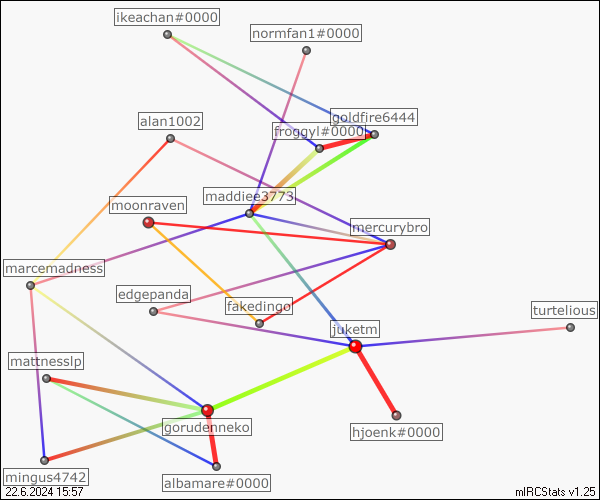 ikeachan#0000
normfan1#0000
goldfire6444
alan1002
froggyl#0000
maddiee3773
moonraven
mercurybro
marcemadness
edgepanda
fakedingo
turtelious
juketm
mattnesslp
gorudenneko
hjoenk#0000
mingus4742
albamare#0000
22.6.2024 15:57
mIRCStats v1.25